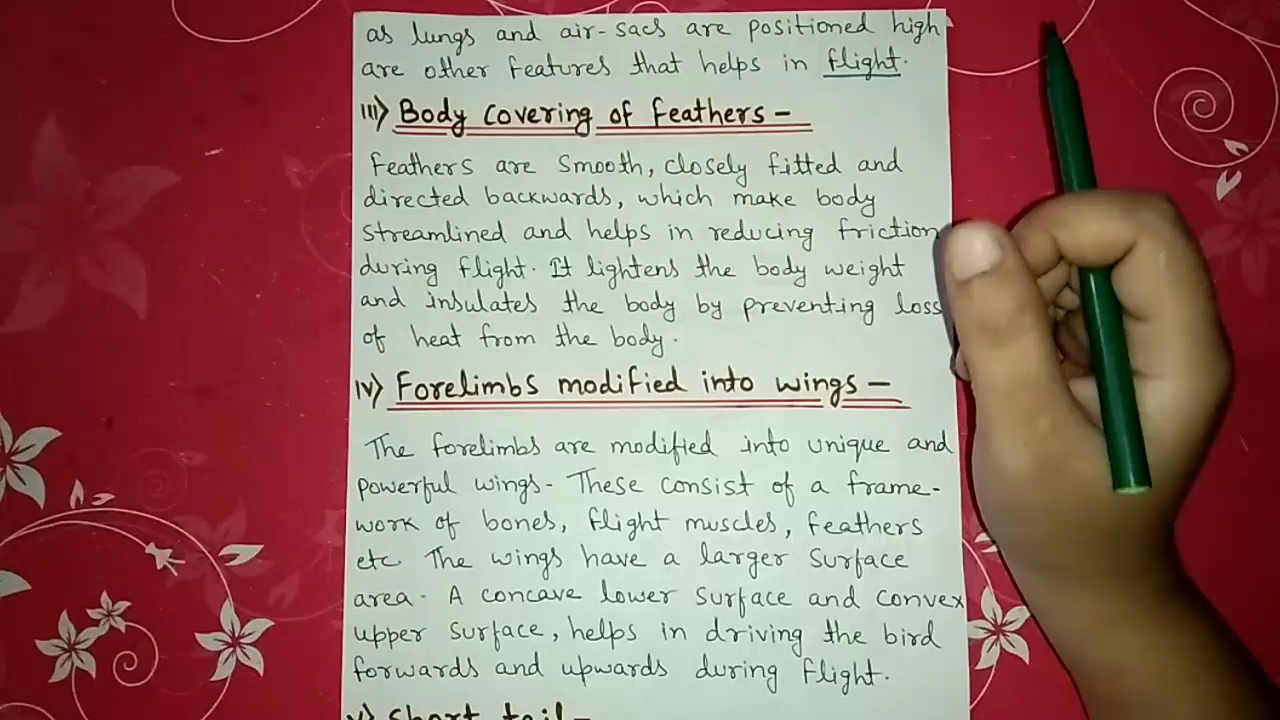 as lungs and air-sacs are positioned high
are other features that helps in flight.
III) Body covering of feathers -
Feathers are smooth, closely fitted and
directed backwards, which make body
streamlined and helps in reducing friction
during flight. It lightens the body weight
and insulates the body by preventing loss
of heat from the body.
IV) Forelimbs modified into wings -
The forelimbs are modified into unique and
powerful wings - These consist of a frame-
work of bones, flight muscles, feathers
etc. The wings have a larger surface
area. A concave lower surface and convex
upper surface, helps in driving the bird
forwards and upwards during flight.
V) Short tail -